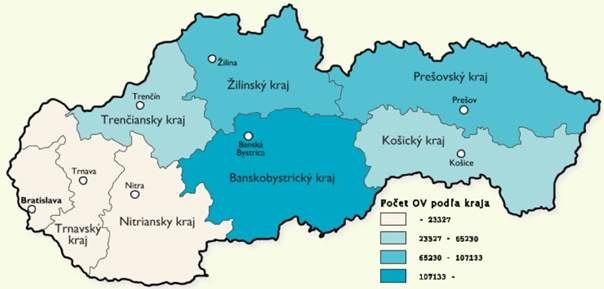 Žilina
Žilinský kraj
Prešovský kraj
Prešov
Trenčín
Trenčiansky kraj
Banská
Bystrica
Banskobystrický kraj
Košický kraj
Košice
Trnava
Nitra
Bratislava
Trnavský
kraj
Nitriansky kraj
Počet OV podľa kraja
- 23327
23327 - 65230
65230 - 107133
107133 -